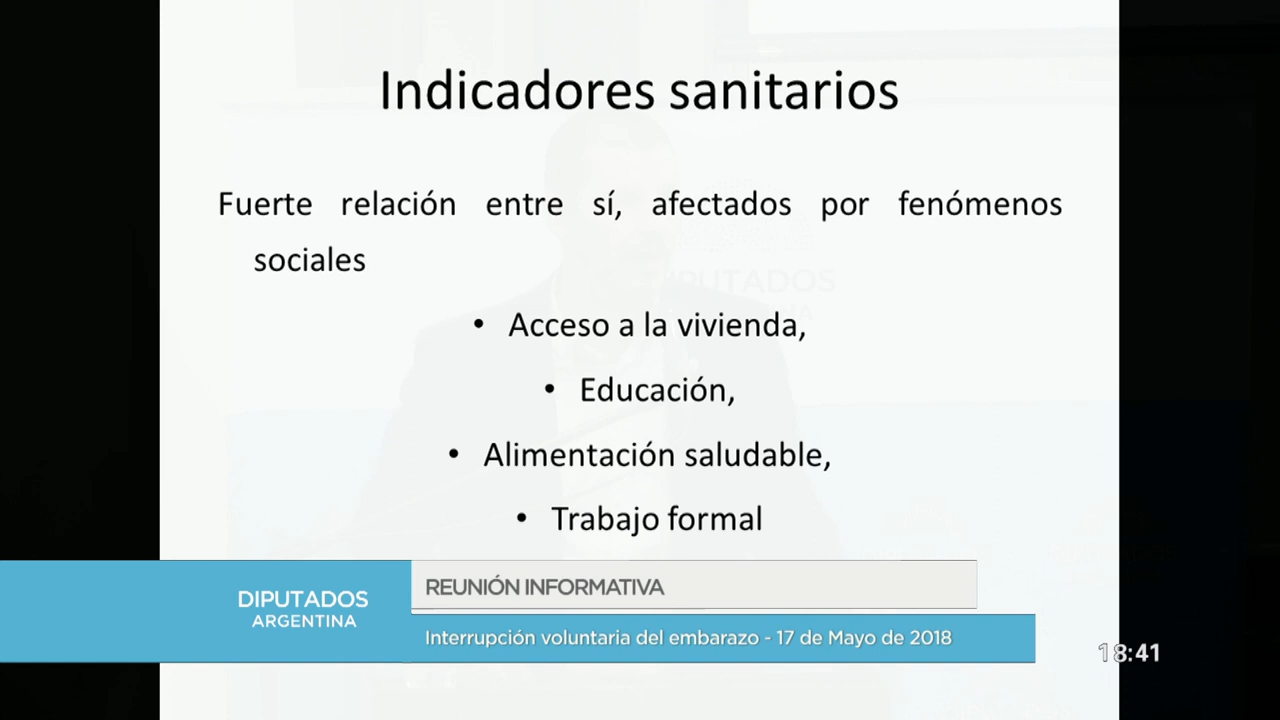 Indicadores sanitarios
Fuerte relación entre sí, afectados por fenómenos
sociales
• Acceso a la vivienda,
• Educación,
• Alimentación saludable,
• Trabajo formal
DIPUTADOS
ARGENTINA
REUNIÓN INFORMATIVA
Interrupción voluntaria del embarazo - 17 de Mayo de 2018
18:41